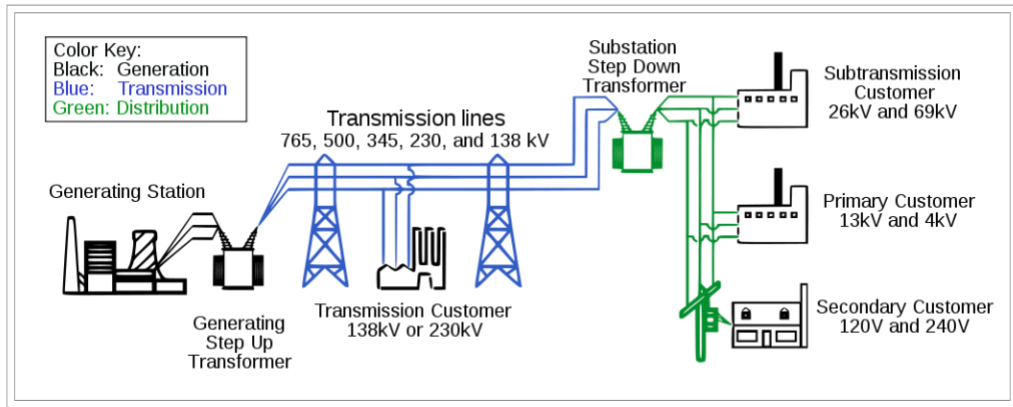 Color Key:
Black: Generation
Blue: Transmission
Green: Distribution
Substation
Step Down
Transformer
Subtransmission
Customer
26kV and 69kV
Transmission lines
765, 500, 345, 230, and 138 kV
Generating Station
Primary Customer
13kV and 4kV
Transmission Customer
138kV or 230kV
Secondary Customer
120V and 240V
Generating
Step Up
Transformer